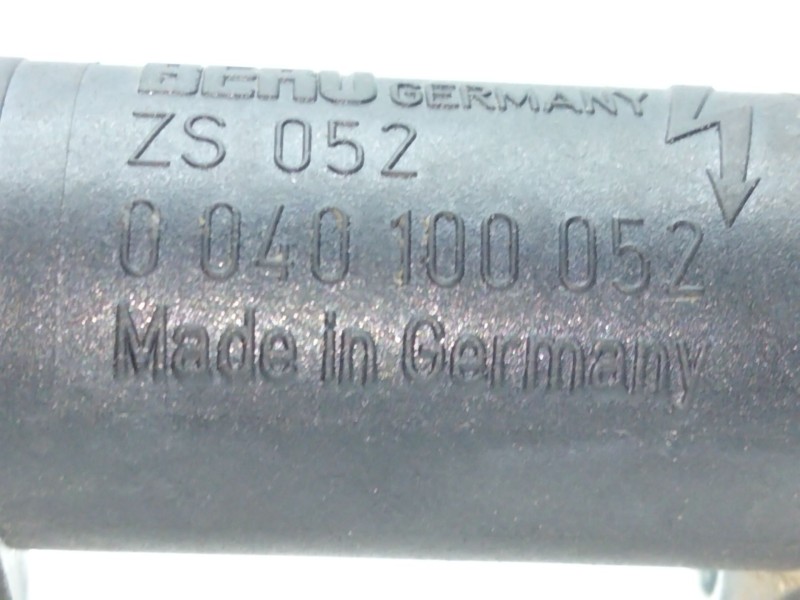 BERU GERMANY
ZS 052
0 040 100 052
Made in Germany